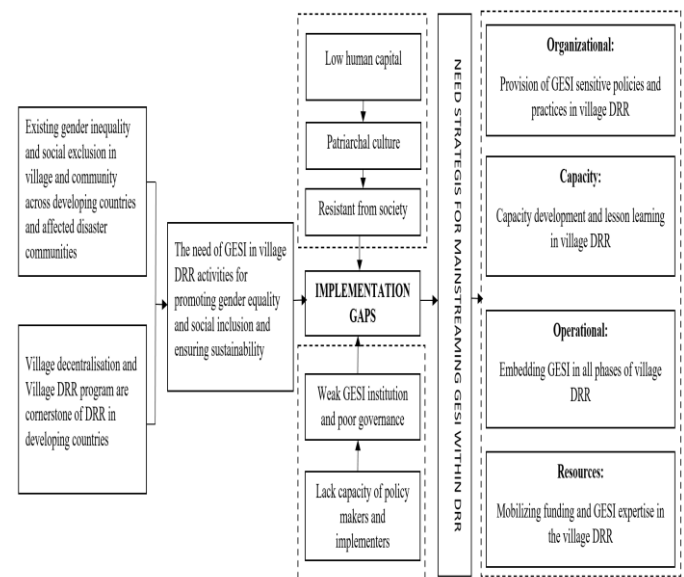 Existing gender inequality
and social exclusion in
village and community
across developing countries
and affected disaster
communities
Village decentralisation and
Village DRR program are
cornerstone of DRR in
developing countries
The need of GESI in village
DRR activities for
promoting gender equality
and social inclusion and
ensuring sustainability
Low human capital
Patriarchal culture
Resistant from society
IMPLEMENTATION
GAPS
Weak GESI institution
and poor governance
Lack capacity of policy
makers and
implementers
NEED STRATEGIS FOR MAINSTREAMING GESI WITHIN DRR
Organizational:
Provision of GESI sensitive policies and
practices in village DRR
Capacity:
Capacity development and lesson learning
in village DRR
Operational:
Embedding GESI in all phases of village
DRR
Resources:
Mobilizing funding and GESI expertise in
the village DRR